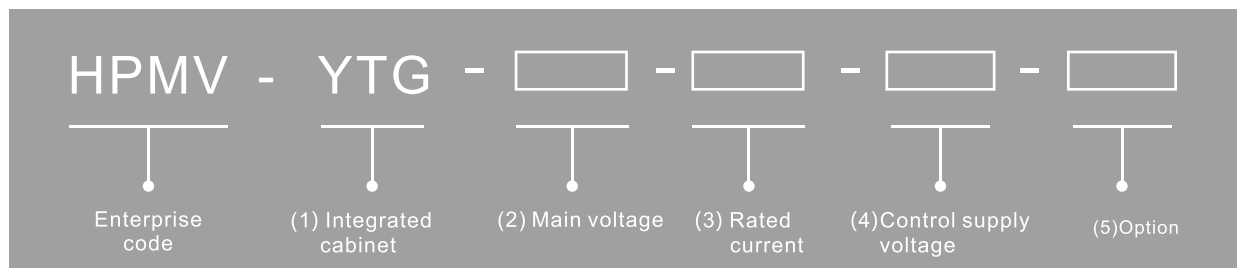 HPMV - YTG - - - -
Enterprise code
(1) Integrated cabinet
(2) Main voltage
(3) Rated current
(4)Control supply voltage
(5)Option